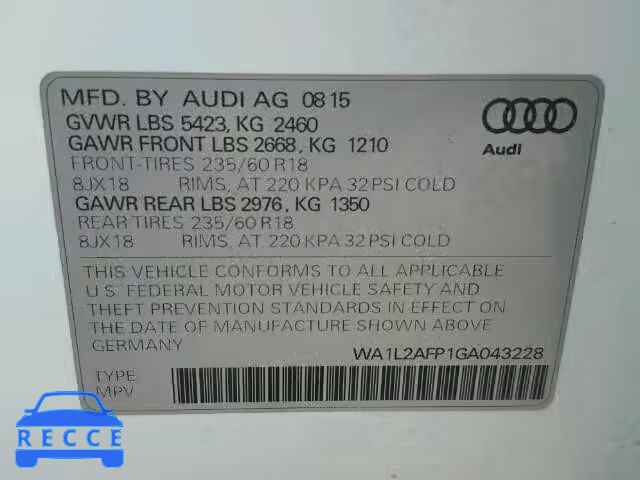 MFD. BY AUDI AG 08 15
GVWR LBS 5423, KG 2460
GAWR FRONT LBS 2668, KG 1210
FRONT-TIRES 235/60 R18
8JX18 RIMS, AT 220 KPA 32 PSI COLD
GAWR REAR LBS 2976, KG 1350
REAR TIRES 235/60 R18
8JX18 RIMS, AT 220 KPA 32 PSI COLD
Audi
THIS VEHICLE CONFORMS TO ALL APPLICABLE
U.S. FEDERAL MOTOR VEHICLE SAFETY AND
THEFT PREVENTION STANDARDS IN EFFECT ON
THE DATE OF MANUFACTURE SHOWN ABOVE
GERMANY
WA1L2AFP1GA043228
TYPE
MPV
RECCE